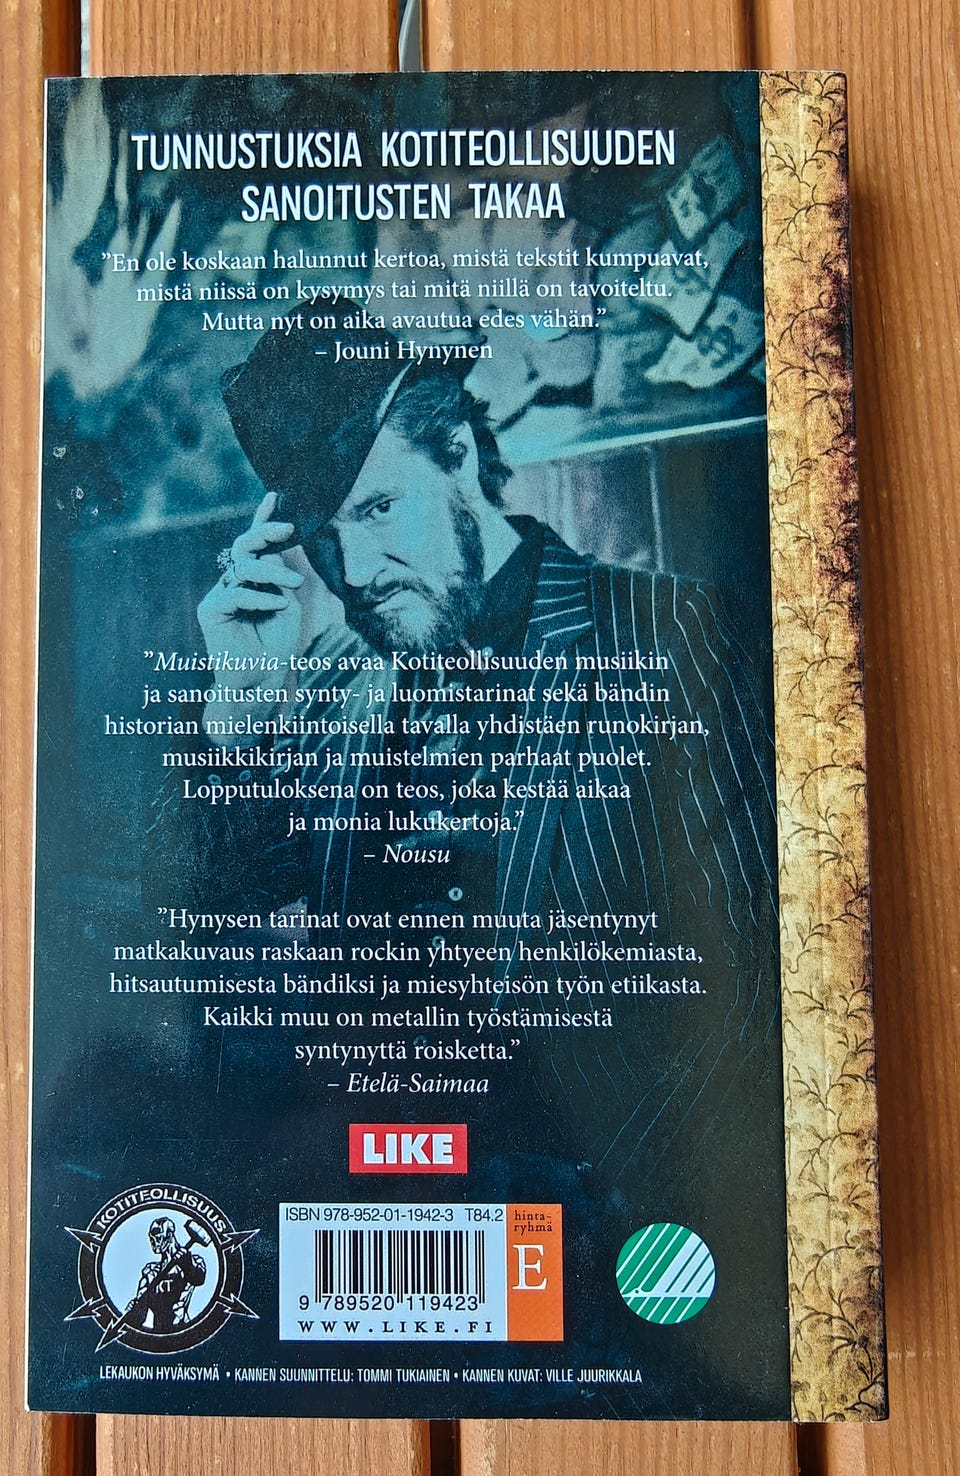 TUNNUSTUKSIA KOTITEOLLISUUDEN
SANOITUSTEN TAKAA
”En ole koskaan halunnut kertoa, mistä tekstit kumpuavat,
mistä niissä on kysymys tai mitä niillä on tavoiteltu.
Mutta nyt on aika avautua edes vähän.”
– Jouni Hynynen
”Muistikuvia-teos avaa Kotiteollisuuden musiikin
ja sanoitusten synty- ja luomistarinat sekä bändin
historian mielenkiintoisella tavalla yhdistäen runokirjan,
musiikkikirjan ja muistelmien parhaat puolet.
Lopputuloksena on teos, joka kestää aikaa
ja monia lukukertoja.”
– Nousu
”Hynysen tarinat ovat ennen muuta jäsentynyt
matkakuvaus raskaan rockin yhtyeen henkilökemiasta,
hitsautumisesta bändiksi ja miesyhteisön työn etiikasta.
Kaikki muu on metallin työstämisestä
syntynyttä roisketta.”
– Etelä-Saimaa
LIKE
KOTITEOLLISUUS
KT
ISBN 978-952-01-1942-3 T84.2
hinta-
ryhmä
E
9 789520 119423
WWW.LIKE.FI
LEKAUKON HYVÄKSYMÄ • KANNEN SUUNNITTELU: TOMMI TUKIAINEN • KANNEN KUVAT: VILLE JUURIKKALA